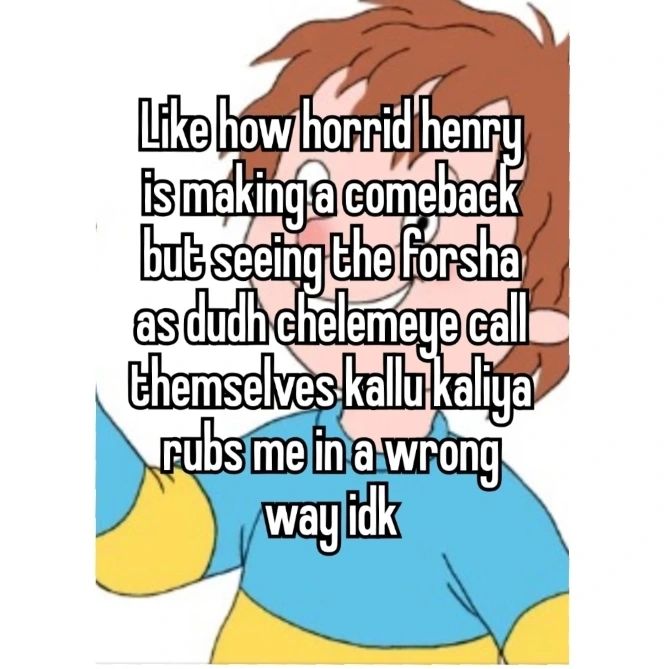 Like how horrid henry
is making a comeback
but seeing the forsha
as dudh chelemeye call
themselves kallu kaliya
rubs me in a wrong
way idk